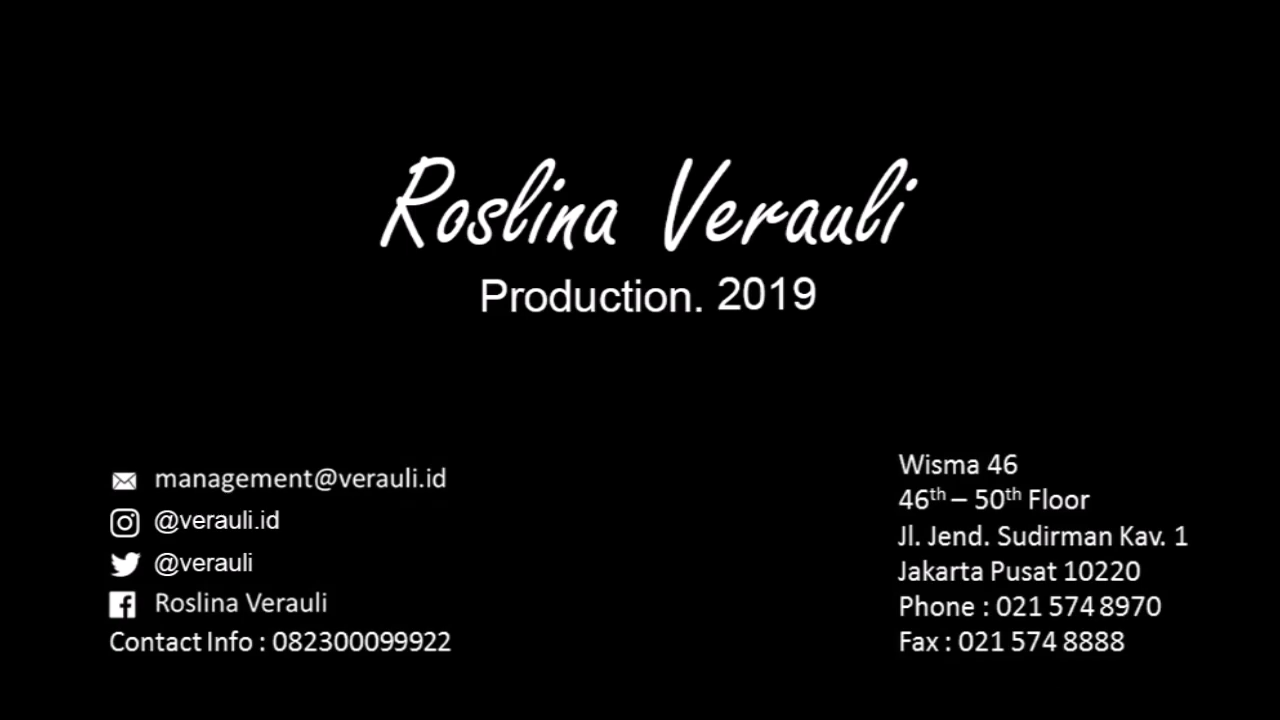 Roslina Verauli
Production. 2019
management@verauli.id
@verauli.id
@verauli
Roslina Verauli
Contact Info : 082300099922
Wisma 46
46th – 50th Floor
Jl. Jend. Sudirman Kav. 1
Jakarta Pusat 10220
Phone : 021 574 8970
Fax : 021 574 8888